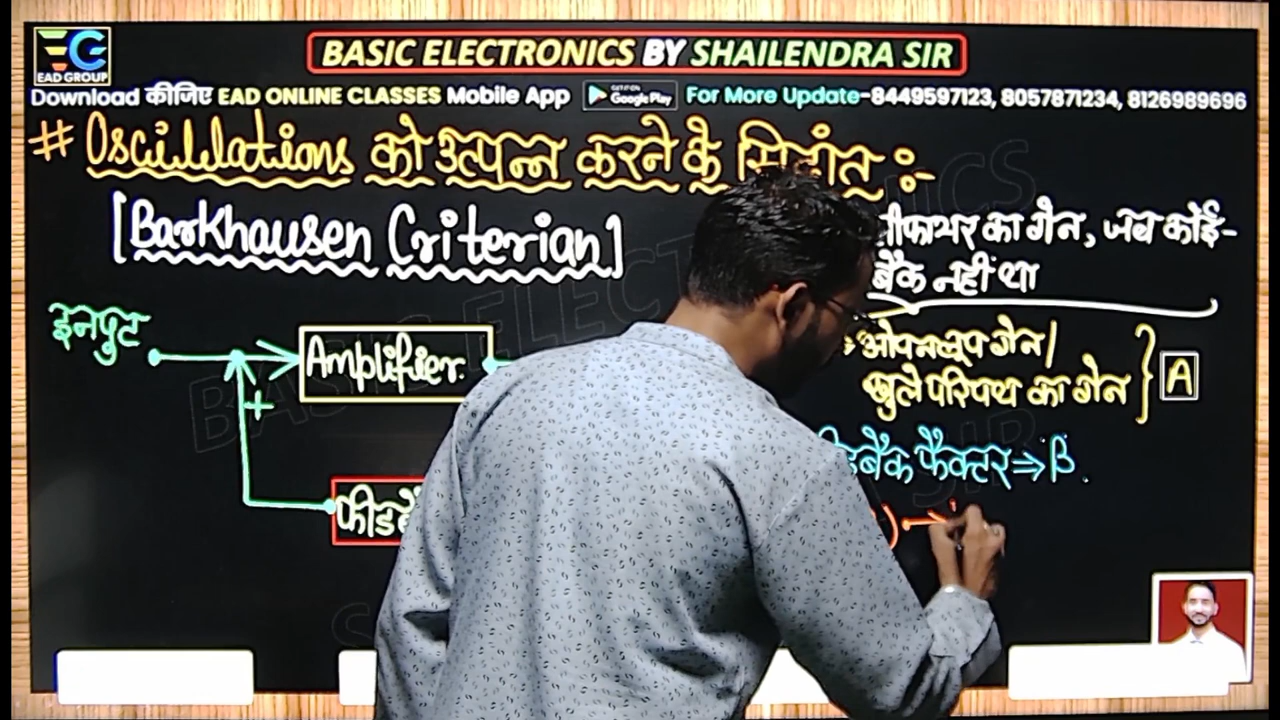 EAD GROUP
BASIC ELECTRONICS BY SHAILENDRA SIR
Download कीजिए EAD ONLINE CLASSES Mobile App GET IT ON Google Play For More Update-8449597123, 8057871234, 8126989696
# Oscillations को उत्पन्न करने के सिद्धांत :-
[Barkhausen Criterian]
का गेन, जब कोई-
बैक नहीं था
इनपुट
Amplifier.
+
ओपनलूप गेन/
खुले परिपथ का गेन
A
फैक्टर ⇒ β.